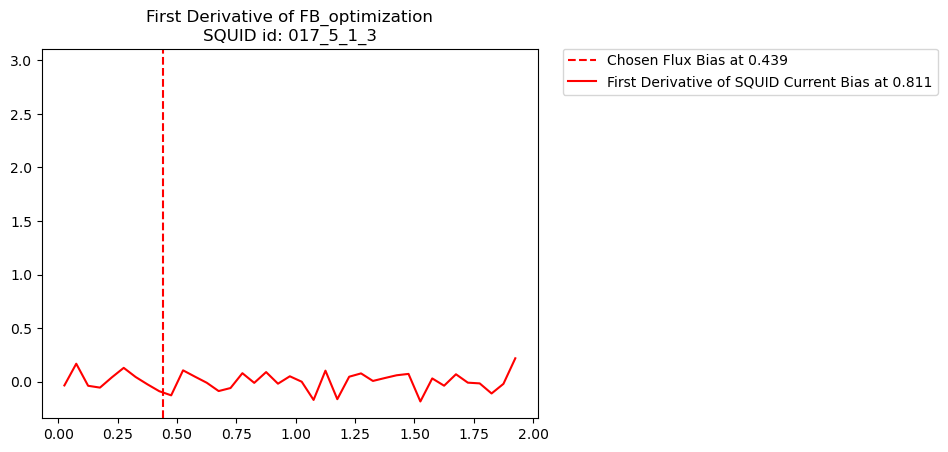 First Derivative of FB_optimization
SQUID id: 017_5_1_3
Chosen Flux Bias at 0.439
First Derivative of SQUID Current Bias at 0.811
3.0
2.5
2.0
1.5
1.0
0.5
0.0
0.00 0.25 0.50 0.75 1.00 1.25 1.50 1.75 2.00